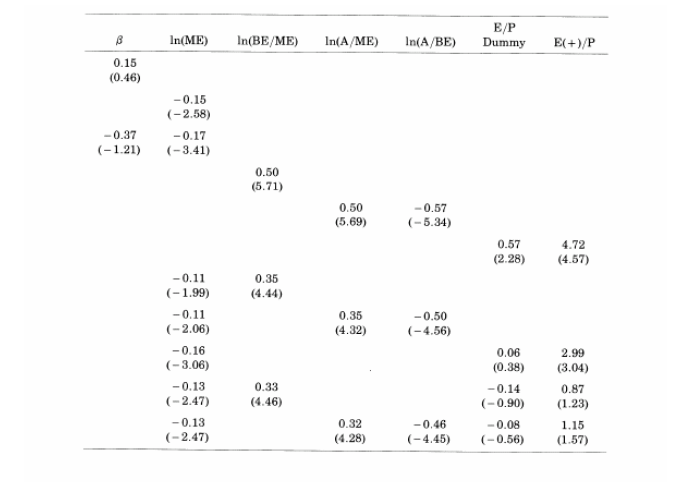 E/P
β ln(ME) ln(BE/ME) ln(A/ME) ln(A/BE) Dummy E(+)/P
0.15
(0.46)
−0.15
(−2.58)
−0.37 −0.17
(−1.21) (−3.41)
0.50
(5.71)
0.50 −0.57
(5.69) (−5.34)
0.57 4.72
(2.28) (4.57)
−0.11 0.35
(−1.99) (4.44)
−0.11 0.35 −0.50
(−2.06) (4.32) (−4.56)
−0.16 0.06 2.99
(−3.06) (0.38) (3.04)
−0.13 0.33 −0.14 0.87
(−2.47) (4.46) (−0.90) (1.23)
−0.13 0.32 −0.46 −0.08 1.15
(−2.47) (4.28) (−4.45) (−0.56) (1.57)